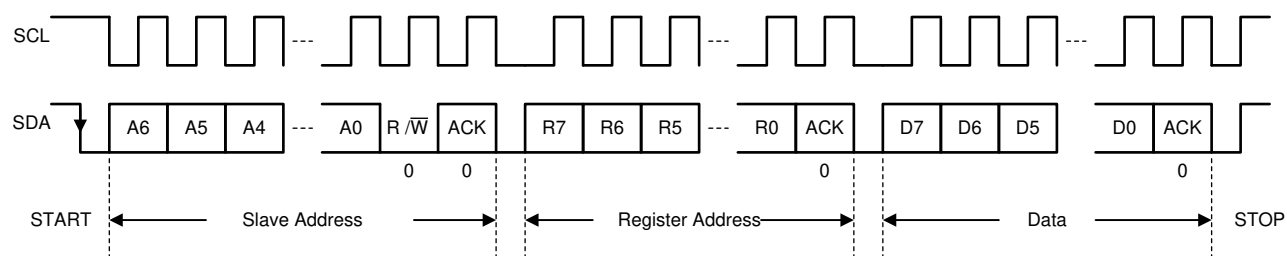 SCL --- --- ---
SDA A6 A5 A4 --- A0 R /W̅ ACK R7 R6 R5 --- R0 ACK D7 D6 D5 --- D0 ACK
0 0 0 0
START Slave Address Register Address Data STOP